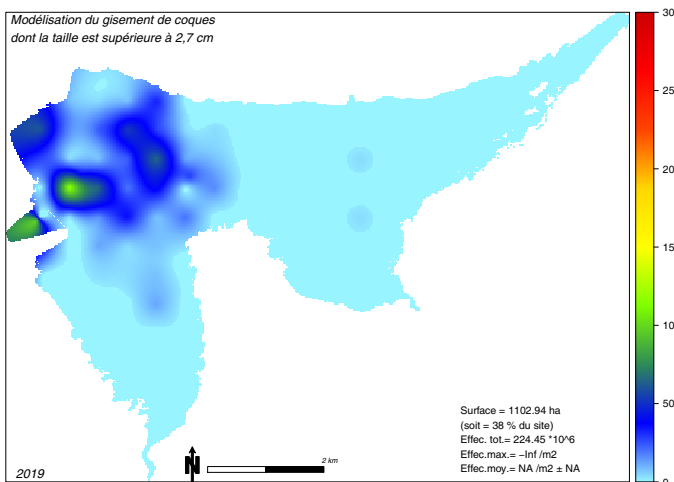 Modélisation du gisement de coques
dont la taille est supérieure à 2,7 cm
30
25
20
15
10
50
0
Surface = 1102.94 ha
(soit = 38 % du site)
Effec. tot.= 224.45 *10^6
Effec.max.= −Inf /m2
Effec.moy.= NA /m2 ± NA
2019
N
2 km